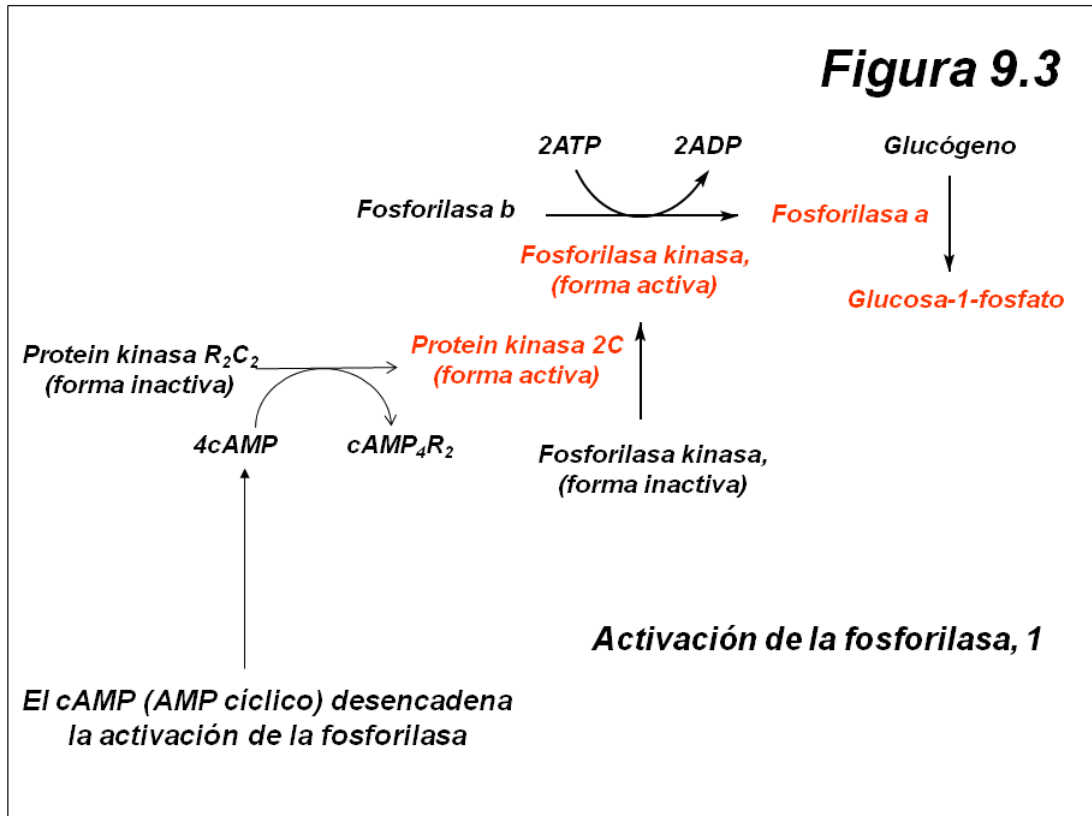 Figura 9.3
2ATP 2ADP Glucógeno
Fosforilasa b Fosforilasa a
Fosforilasa kinasa,
(forma activa)
Glucosa-1-fosfato
Protein kinasa R₂C₂
(forma inactiva)
Protein kinasa 2C
(forma activa)
4cAMP cAMP₄R₂
Fosforilasa kinasa,
(forma inactiva)
Activación de la fosforilasa, 1
El cAMP (AMP cíclico) desencadena
la activación de la fosforilasa